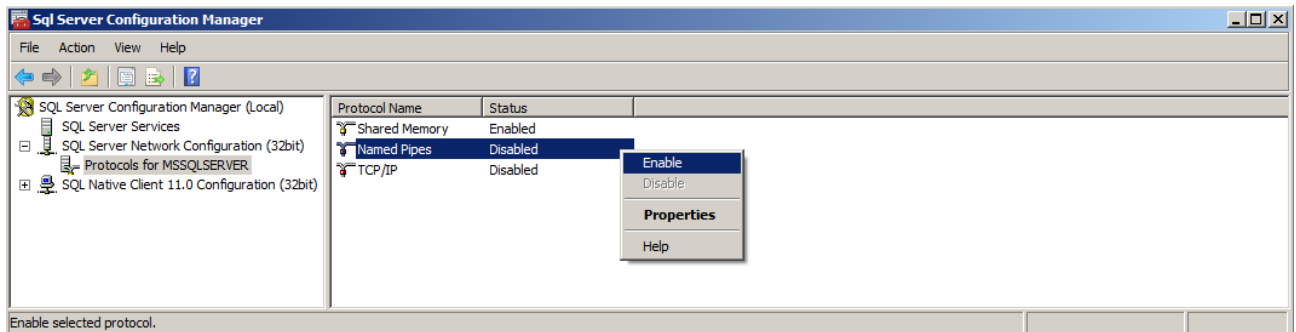 Sql Server Configuration Manager
File Action View Help
SQL Server Configuration Manager (Local)
SQL Server Services
SQL Server Network Configuration (32bit)
Protocols for MSSQLSERVER
SQL Native Client 11.0 Configuration (32bit)
Protocol Name Status
Shared Memory Enabled
Named Pipes Disabled
TCP/IP Disabled
Enable
Disable
Properties
Help
Enable selected protocol.